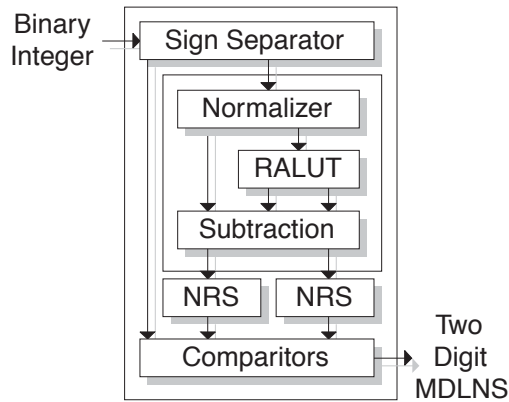 Binary
Integer
Sign Separator
Normalizer
RALUT
Subtraction
NRS
NRS
Comparitors
Two
Digit
MDLNS